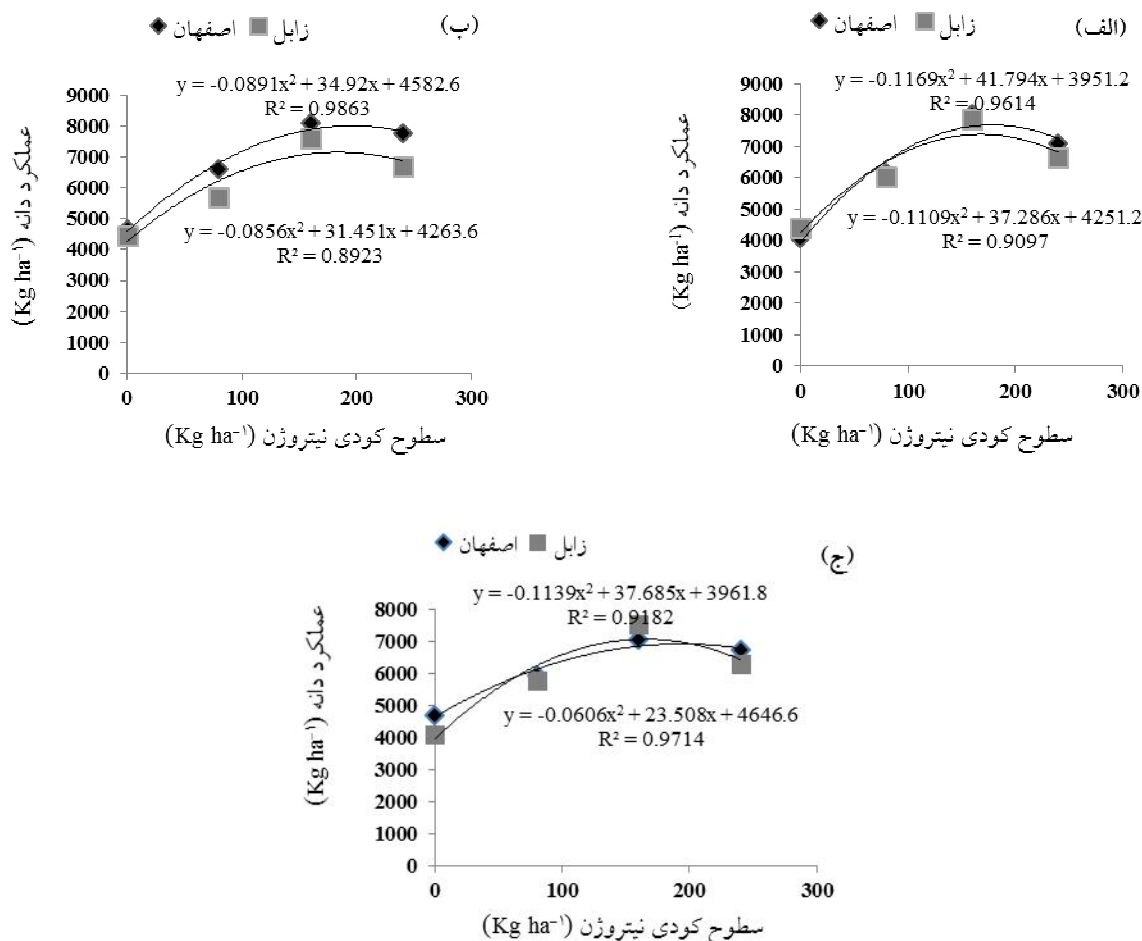 (الف)
اصفهان زابل
y = -0.1169x² + 41.794x + 3951.2
R² = 0.9614
y = -0.1109x² + 37.286x + 4251.2
R² = 0.9097
عملکرد دانه (Kg ha⁻¹)
9000
8000
7000
6000
5000
4000
3000
2000
1000
0
0 100 200 300
سطوح کودی نیتروژن (Kg ha⁻¹)
(ب)
اصفهان زابل
y = -0.0891x² + 34.92x + 4582.6
R² = 0.9863
y = -0.0856x² + 31.451x + 4263.6
R² = 0.8923
عملکرد دانه
(Kg ha⁻¹)
9000
8000
7000
6000
5000
4000
3000
2000
1000
0
0 100 200 300
سطوح کودی نیتروژن (Kg ha⁻¹)
(ج)
اصفهان زابل
y = -0.1139x² + 37.685x + 3961.8
R² = 0.9182
y = -0.0606x² + 23.508x + 4646.6
R² = 0.9714
عملکرد دانه
(Kg ha⁻¹)
8000
7000
6000
5000
4000
3000
2000
1000
0
0 100 200 300
سطوح کودی نیتروژن (Kg ha⁻¹)